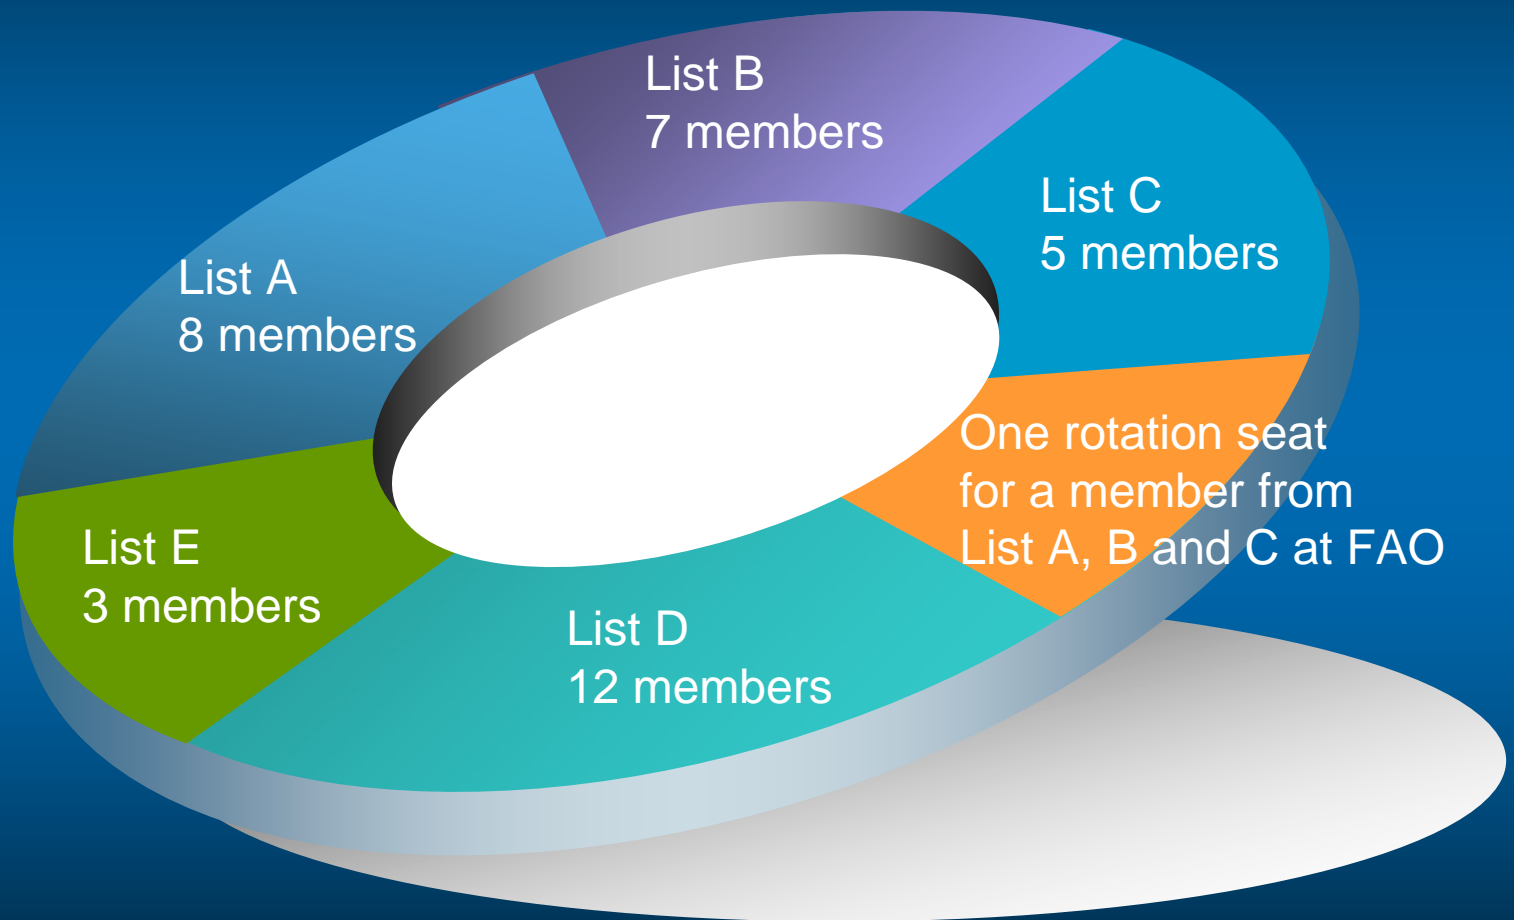 List B
7 members
List C
5 members
List A
8 members
One rotation seat
for a member from
List A, B and C at FAO
List E
3 members
List D
12 members